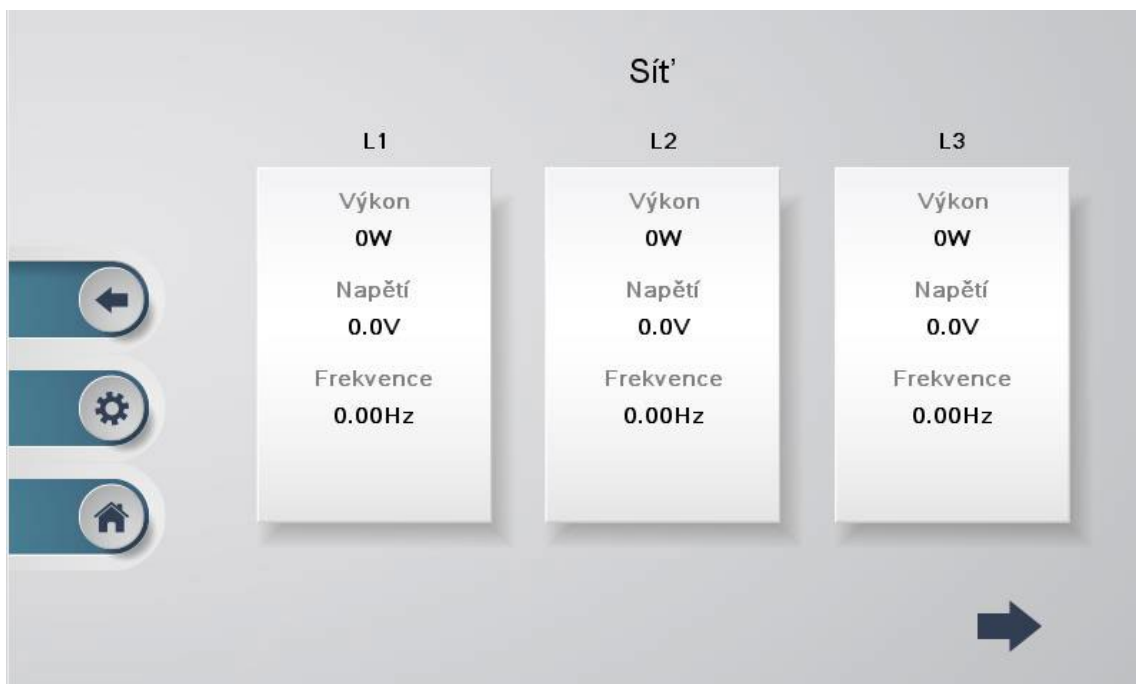 Síť
L1
Výkon
0W
Napětí
0.0V
Frekvence
0.00Hz
L2
Výkon
0W
Napětí
0.0V
Frekvence
0.00Hz
L3
Výkon
0W
Napětí
0.0V
Frekvence
0.00Hz